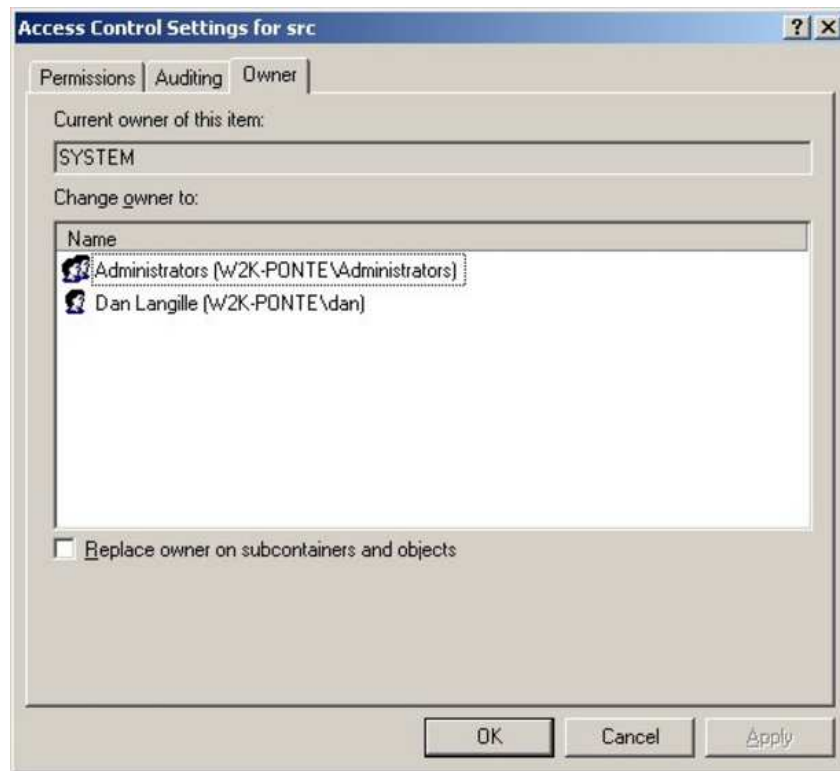 Access Control Settings for src
Permissions Auditing Owner
Current owner of this item:
SYSTEM
Change owner to:
Name
Administrators (W2K-PONTE\Administrators)
Dan Langille (W2K-PONTE\dan)
Replace owner on subcontainers and objects
OK Cancel Apply